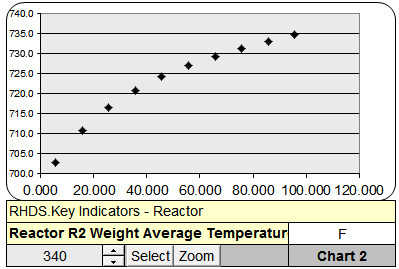 740.0
735.0
730.0
725.0
720.0
715.0
710.0
705.0
700.0
0.000 20.000 40.000 60.000 80.000 100.000 120.000
RHDS.Key Indicators - Reactor
Reactor R2 Weight Average Temperatur F
340 Select Zoom Chart 2